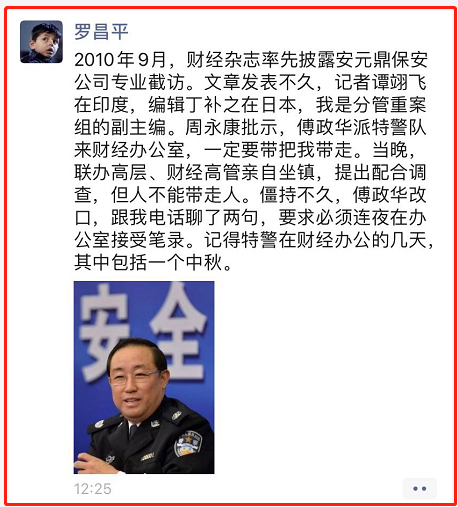 罗昌平
2010年9月，财经杂志率先披露安元鼎保安
公司专业截访。文章发表不久，记者谭翊飞
在印度，编辑丁补之在日本，我是分管重案
组的副主编。周永康批示，傅政华派特警队
来财经办公室，一定要带把我带走。当晚，
联办高层、财经高管亲自坐镇，提出配合调
查，但人不能带走人。僵持不久，傅政华改
口，跟我电话聊了两句，要求必须连夜在办
公室接受笔录。记得特警在财经办公的几天，
其中包括一个中秋。
安全
12:25